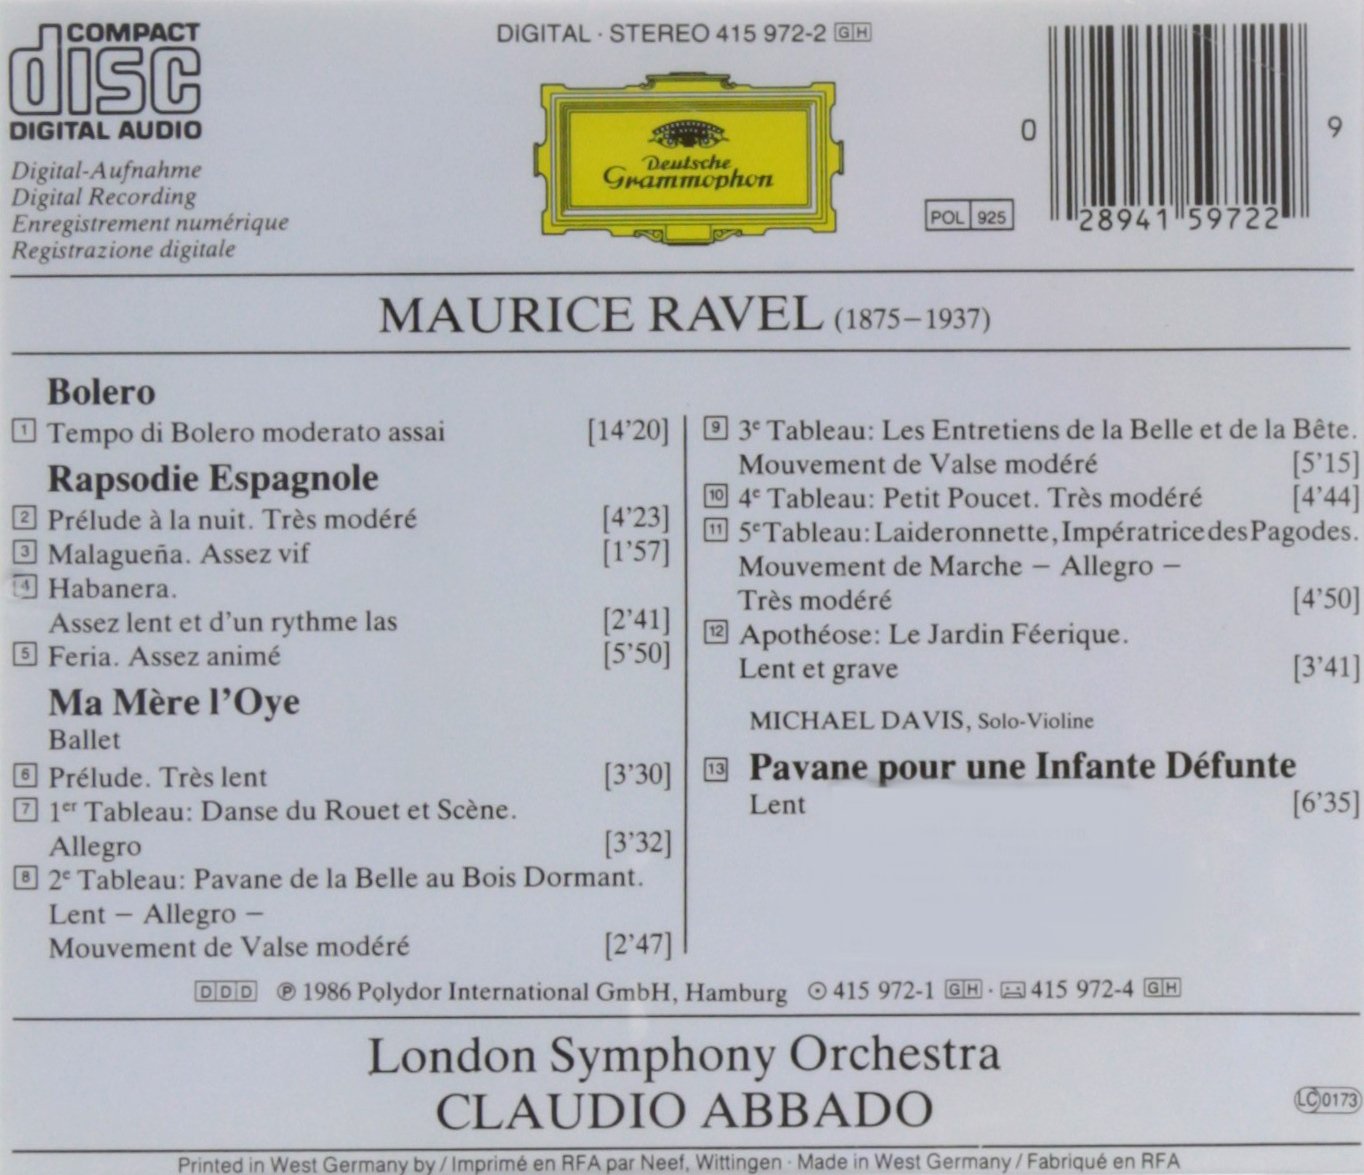 COMPACT
disc
DIGITAL AUDIO
Digital-Aufnahme
Digital Recording
Enregistrement numérique
Registrazione digitale
DIGITAL · STEREO 415 972-2 GH
Deutsche
Grammophon
POL 925
0 28941 59722 9
MAURICE RAVEL (1875–1937)
Bolero
1 Tempo di Bolero moderato assai [14'20]
Rapsodie Espagnole
2 Prélude à la nuit. Très modéré [4'23]
3 Malagueña. Assez vif [1'57]
4 Habanera.
Assez lent et d'un rythme las [2'41]
5 Feria. Assez animé [5'50]
Ma Mère l'Oye
Ballet
6 Prélude. Très lent [3'30]
7 1er Tableau: Danse du Rouet et Scène.
Allegro [3'32]
8 2e Tableau: Pavane de la Belle au Bois Dormant.
Lent – Allegro –
Mouvement de Valse modéré [2'47]
9 3e Tableau: Les Entretiens de la Belle et de la Bête.
Mouvement de Valse modéré [5'15]
10 4e Tableau: Petit Poucet. Très modéré [4'44]
11 5e Tableau: Laideronnette, Impératrice des Pagodes.
Mouvement de Marche – Allegro –
Très modéré [4'50]
12 Apothéose: Le Jardin Féerique.
Lent et grave [3'41]
MICHAEL DAVIS, Solo-Violine
13 Pavane pour une Infante Défunte
Lent [6'35]
DDD ℗ 1986 Polydor International GmbH, Hamburg 415 972-1 GH · 415 972-4 GH
London Symphony Orchestra
CLAUDIO ABBADO
LC 0173
Printed in West Germany by / Imprimé en RFA par Neef, Wittingen · Made in West Germany / Fabriqué en RFA